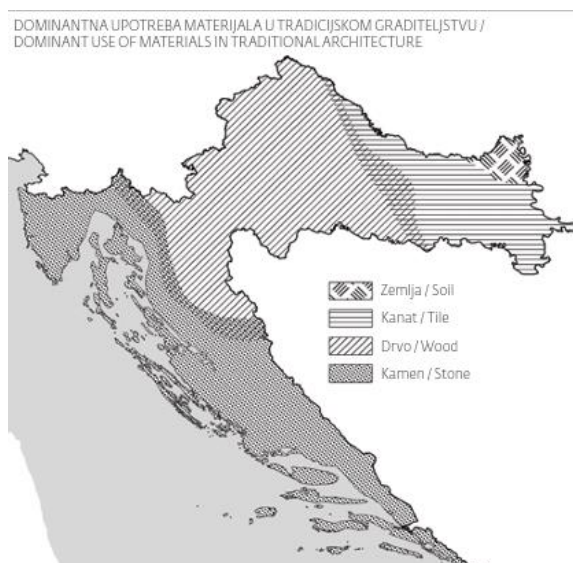 DOMINANTNA UPOTREBA MATERIJALA U TRADICIJSKOM GRADITELJSTVU /
DOMINANT USE OF MATERIALS IN TRADITIONAL ARCHITECTURE
Zemlja / Soil
Kanat / Tile
Drvo / Wood
Kamen / Stone